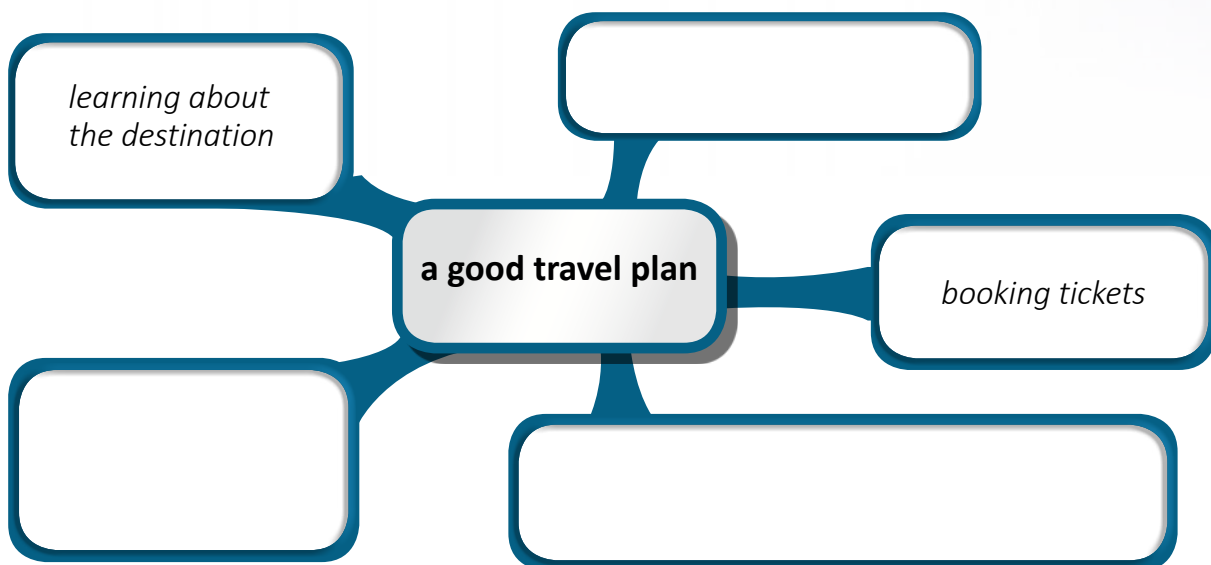 learning about
the destination
a good travel plan
booking tickets